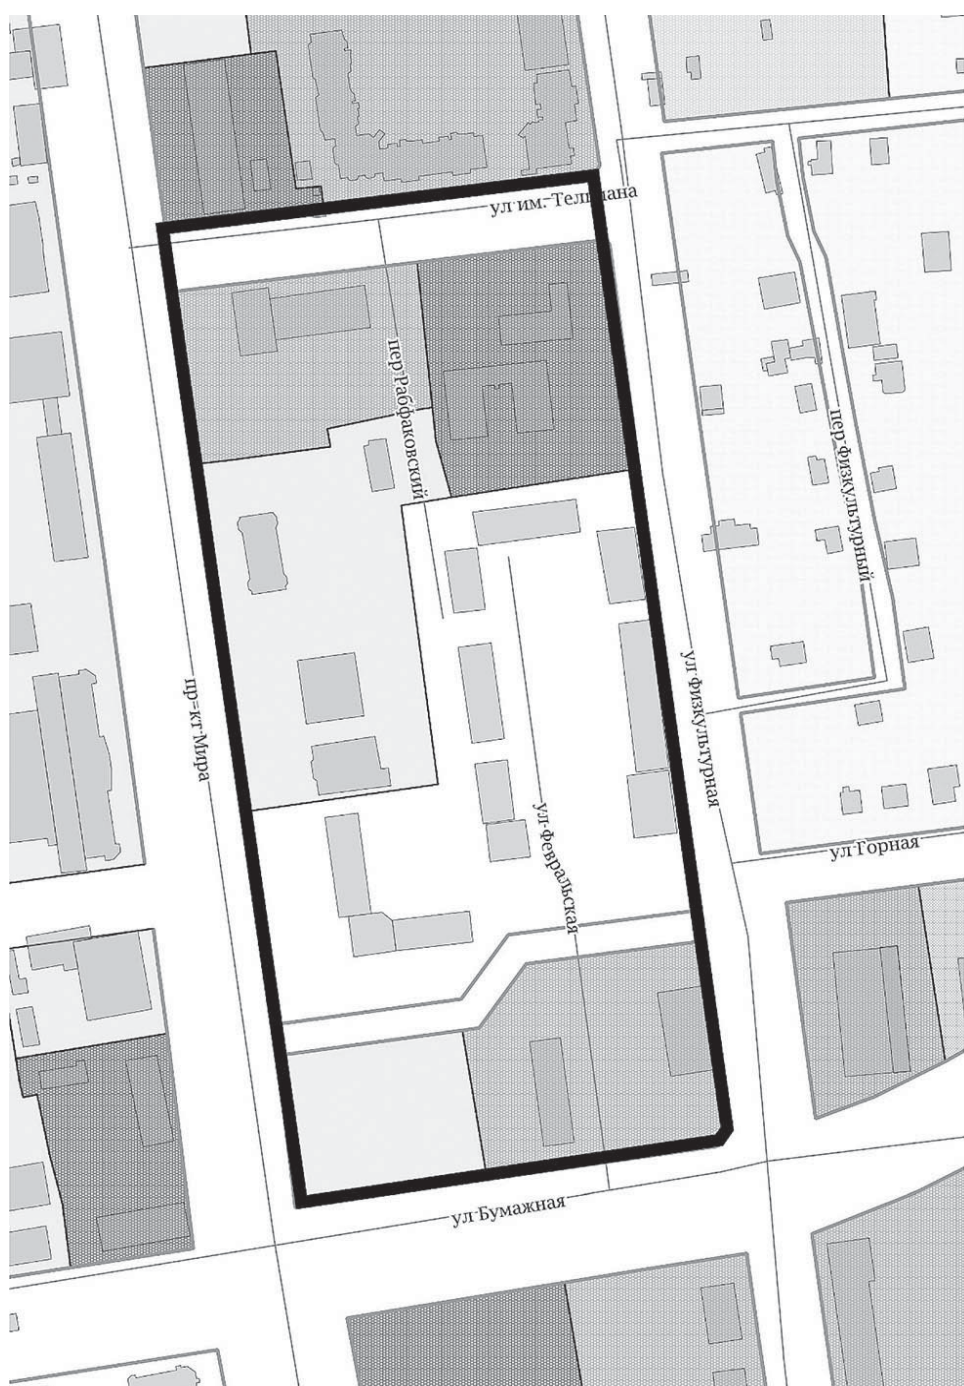 ул им. Тельмана
пер Рабфаковский
пер Физкультурный
пр-кт Мира
ул Физкультурная
ул Февральская
ул Горная
ул Бумажная